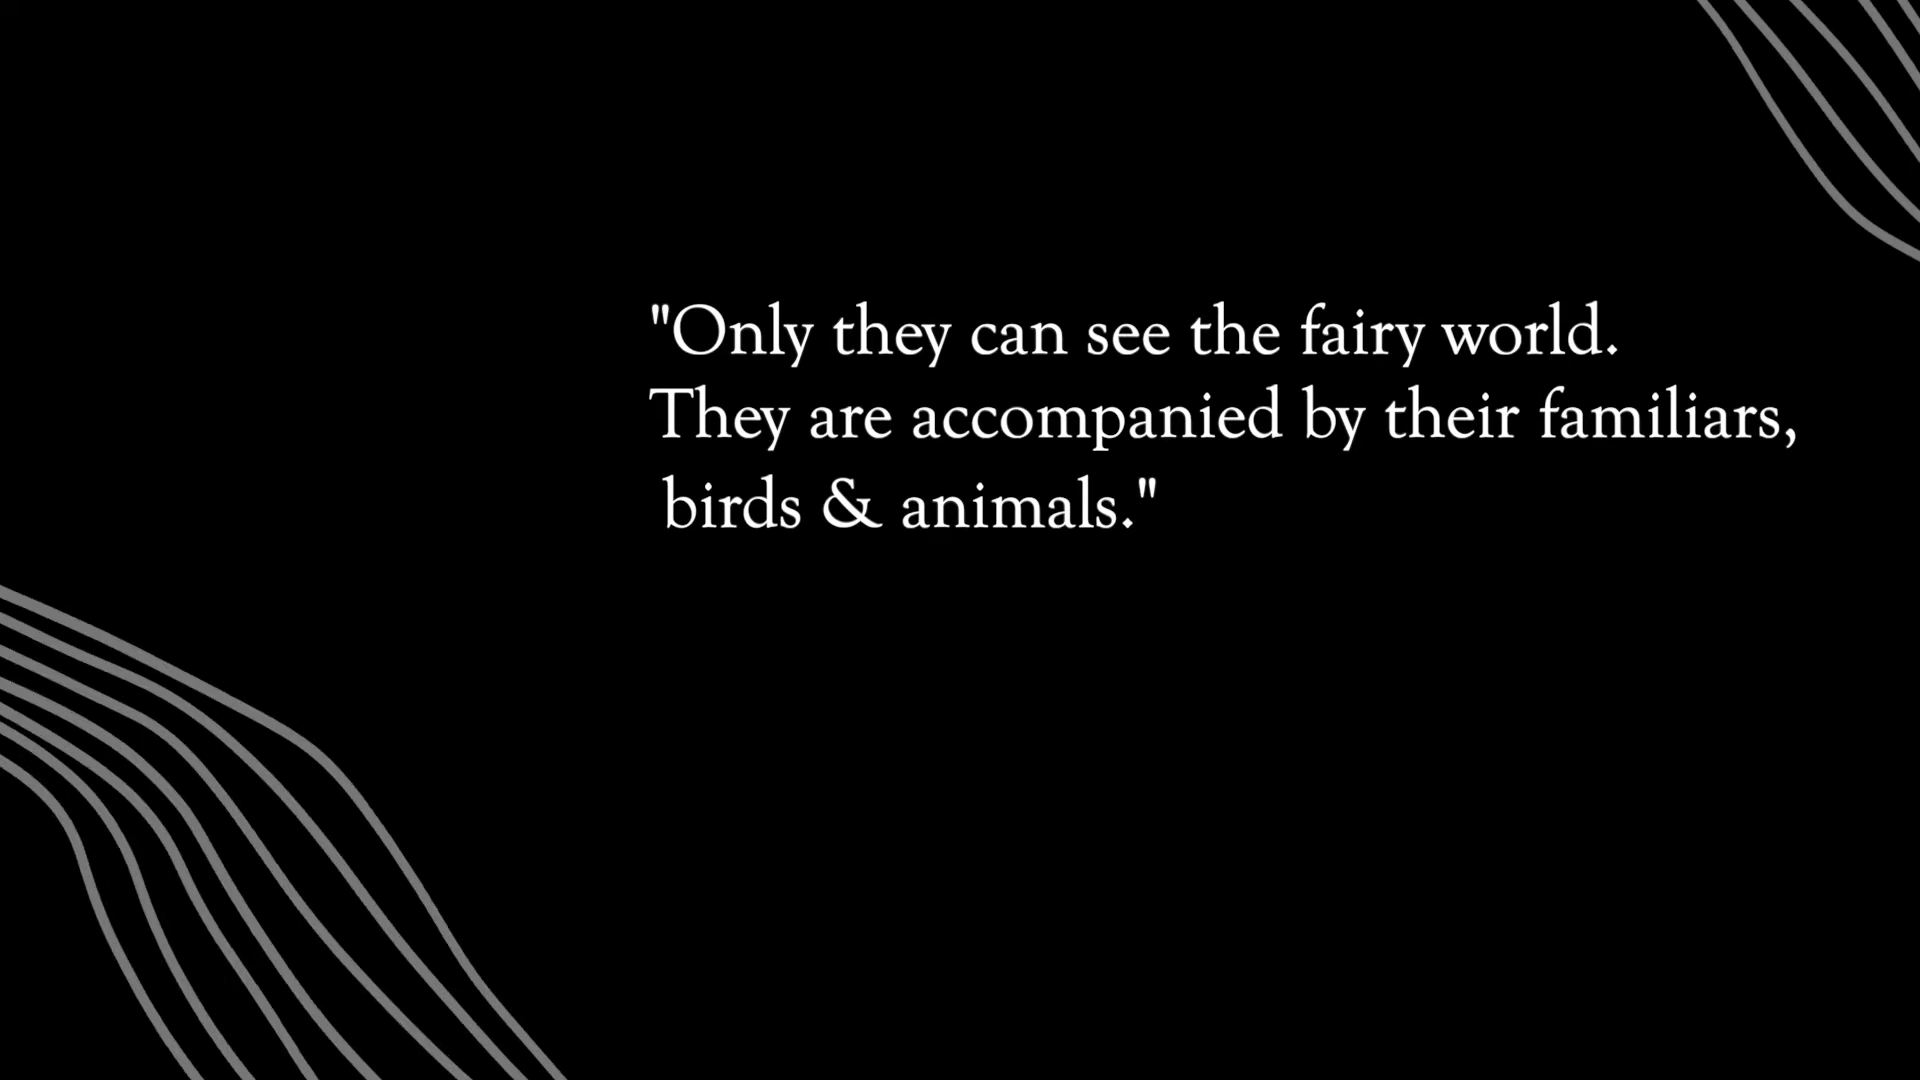 "Only they can see the fairy world.
They are accompanied by their familiars,
birds & animals."